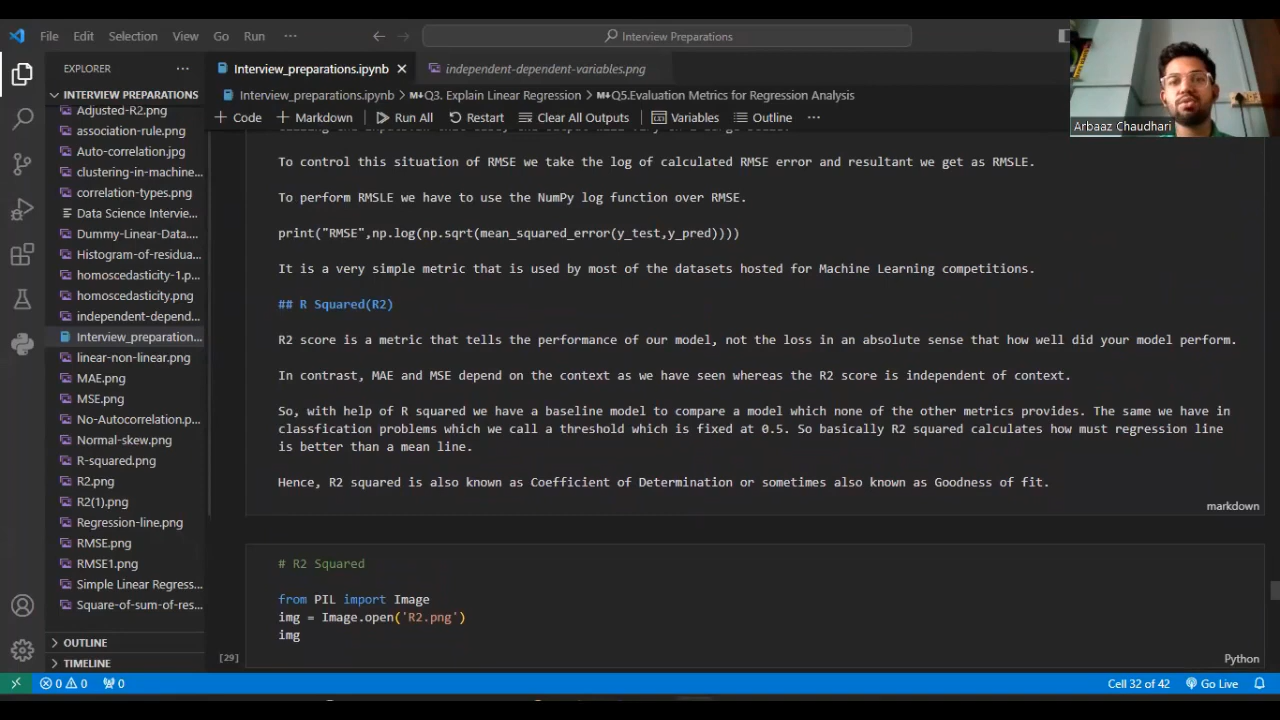 File Edit Selection View Go Run ··· Interview Preparations
EXPLORER ···
Interview_preparations.ipynb independent-dependent-variables.png
INTERVIEW PREPARATIONS
Interview_preparations.ipynb > M↓Q3. Explain Linear Regression > M↓Q5.Evaluation Metrics for Regression Analysis
+ Code + Markdown Run All Restart Clear All Outputs Variables Outline ···
Arbaaz Chaudhari
Adjusted-R2.png
association-rule.png
Auto-correlation.jpg
clustering-in-machine...
correlation-types.png
Data Science Intervie...
Dummy-Linear-Data....
Histogram-of-residua...
homoscedasticity-1.p...
homoscedasticity.png
independent-depend...
Interview_preparation...
linear-non-linear.png
MAE.png
MSE.png
No-Autocorrelation.p...
Normal-skew.png
R-squared.png
R2.png
R2(1).png
Regression-line.png
RMSE.png
RMSE1.png
Simple Linear Regress...
Square-of-sum-of-res...
OUTLINE
TIMELINE
To control this situation of RMSE we take the log of calculated RMSE error and resultant we get as RMSLE.
To perform RMSLE we have to use the NumPy log function over RMSE.
print("RMSE",np.log(np.sqrt(mean_squared_error(y_test,y_pred))))
It is a very simple metric that is used by most of the datasets hosted for Machine Learning competitions.
## R Squared(R2)
R2 score is a metric that tells the performance of our model, not the loss in an absolute sense that how well did your model perform.
In contrast, MAE and MSE depend on the context as we have seen whereas the R2 score is independent of context.
So, with help of R squared we have a baseline model to compare a model which none of the other metrics provides. The same we have in
classfication problems which we call a threshold which is fixed at 0.5. So basically R2 squared calculates how must regression line
is better than a mean line.
Hence, R2 squared is also known as Coefficient of Determination or sometimes also known as Goodness of fit.
markdown
# R2 Squared
from PIL import Image
img = Image.open('R2.png')
img
[29]
Python
0 0 0 Cell 32 of 42 Go Live